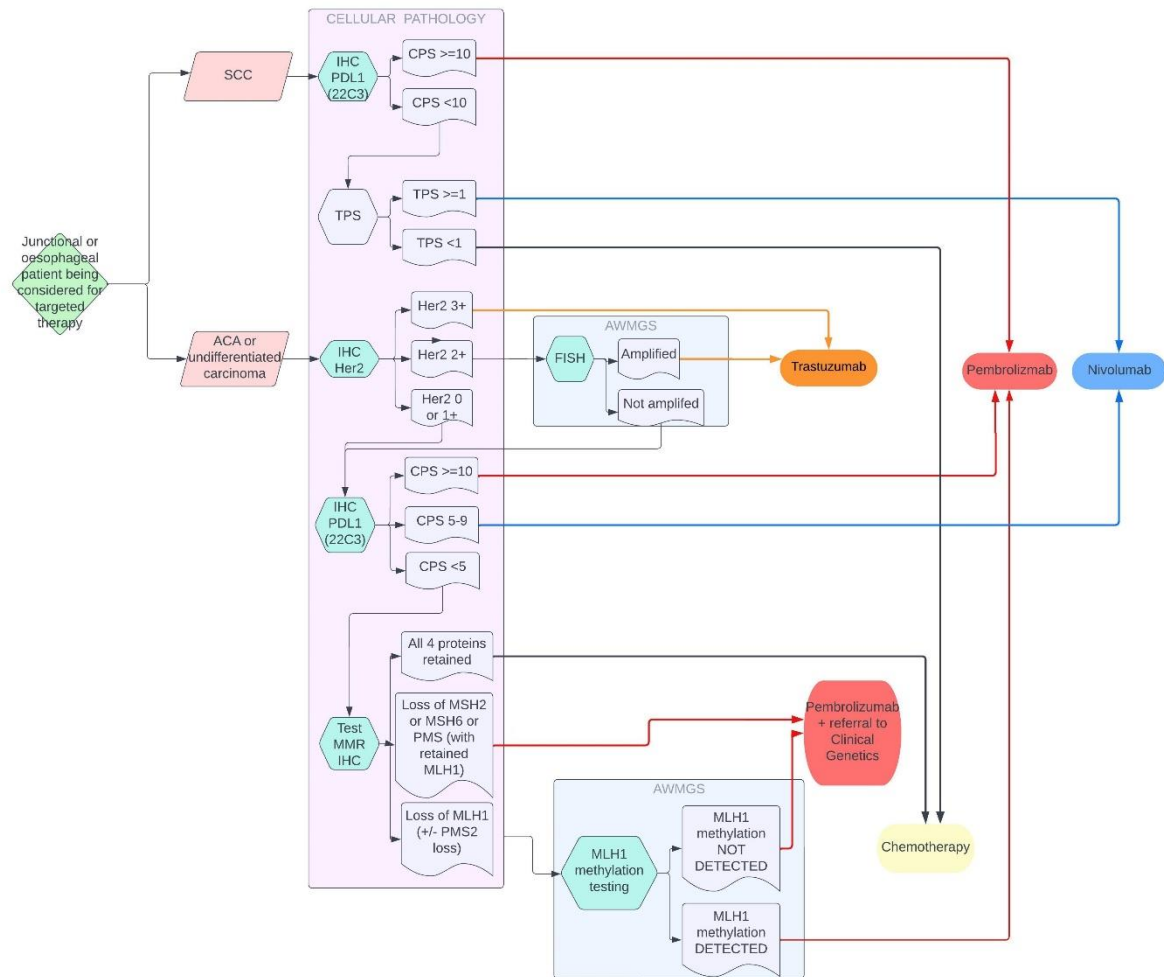 CELLULAR PATHOLOGY
SCC
IHC
PDL1
(22C3)
CPS >=10
CPS <10
TPS
TPS >=1
TPS <1
Junctional or
oesophageal
patient being
considered for
targeted
therapy
ACA or
undifferentiated
carcinoma
IHC
Her2
Her2 3+
Her2 2+
Her2 0
or 1+
AWMGS
FISH
Amplified
Not amplifed
Trastuzumab
Pembrolizmab
Nivolumab
IHC
PDL1
(22C3)
CPS >=10
CPS 5-9
CPS <5
Test
MMR
IHC
All 4 proteins
retained
Loss of MSH2
or MSH6 or
PMS (with
retained
MLH1)
Loss of MLH1
(+/- PMS2
loss)
Pembrolizumab
+ referral to
Clinical
Genetics
AWMGS
MLH1
methylation
testing
MLH1
methylation
NOT
DETECTED
MLH1
methylation
DETECTED
Chemotherapy